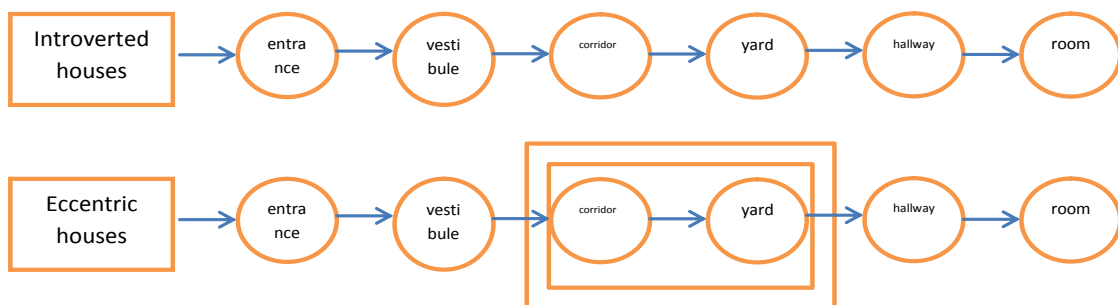 Introverted
houses
entra
nce
vesti
bule
corridor
yard
hallway
room
Eccentric
houses
entra
nce
vesti
bule
corridor
yard
hallway
room